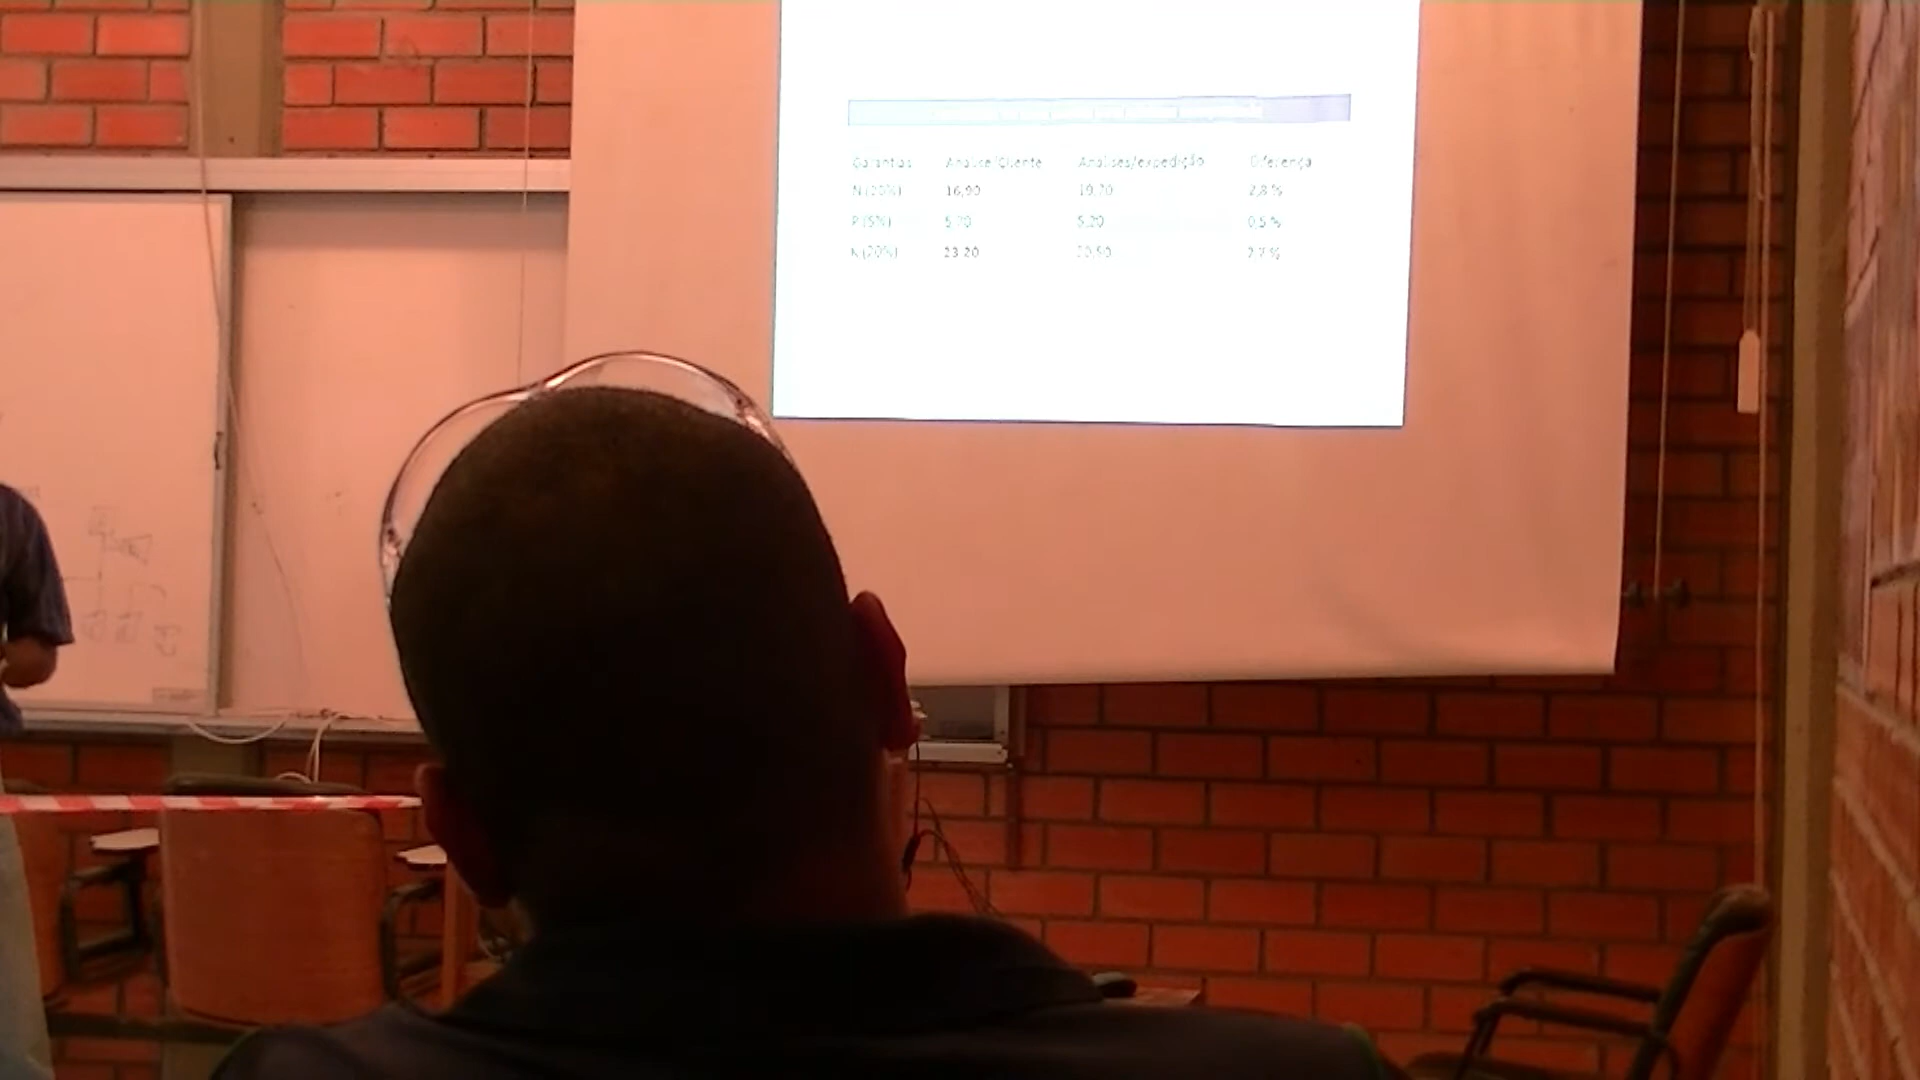 Garantias Analise/Cliente Analises/expedição Diferença
N (20%) 16,90 19,70 2,8 %
P (5%) 5,70 5,20 0,5 %
K (20%) 23,20 20,50 2,7 %